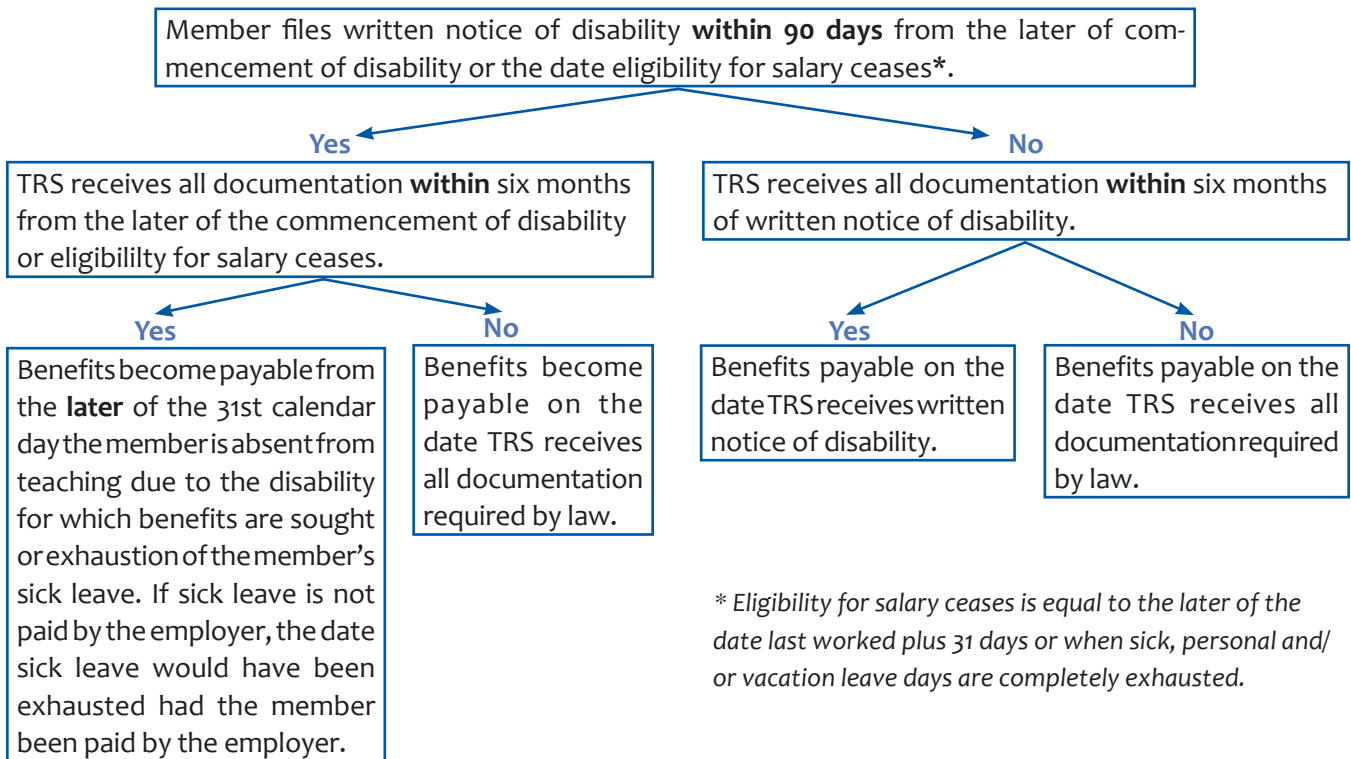 Member files written notice of disability within 90 days from the later of com-
mencement of disability or the date eligibility for salary ceases*.
Yes
No
TRS receives all documentation within six months
from the later of the commencement of disability
or eligibililty for salary ceases.
TRS receives all documentation within six months
of written notice of disability.
Yes
No
Yes
No
Benefits become payable from
the later of the 31st calendar
day the member is absent from
teaching due to the disability
for which benefits are sought
or exhaustion of the member's
sick leave. If sick leave is not
paid by the employer, the date
sick leave would have been
exhausted had the member
been paid by the employer.
Benefits become
payable on the
date TRS receives
all documentation
required by law.
Benefits payable on the
date TRS receives written
notice of disability.
Benefits payable on the
date TRS receives all
documentation required
by law.
* Eligibility for salary ceases is equal to the later of the
date last worked plus 31 days or when sick, personal and/
or vacation leave days are completely exhausted.